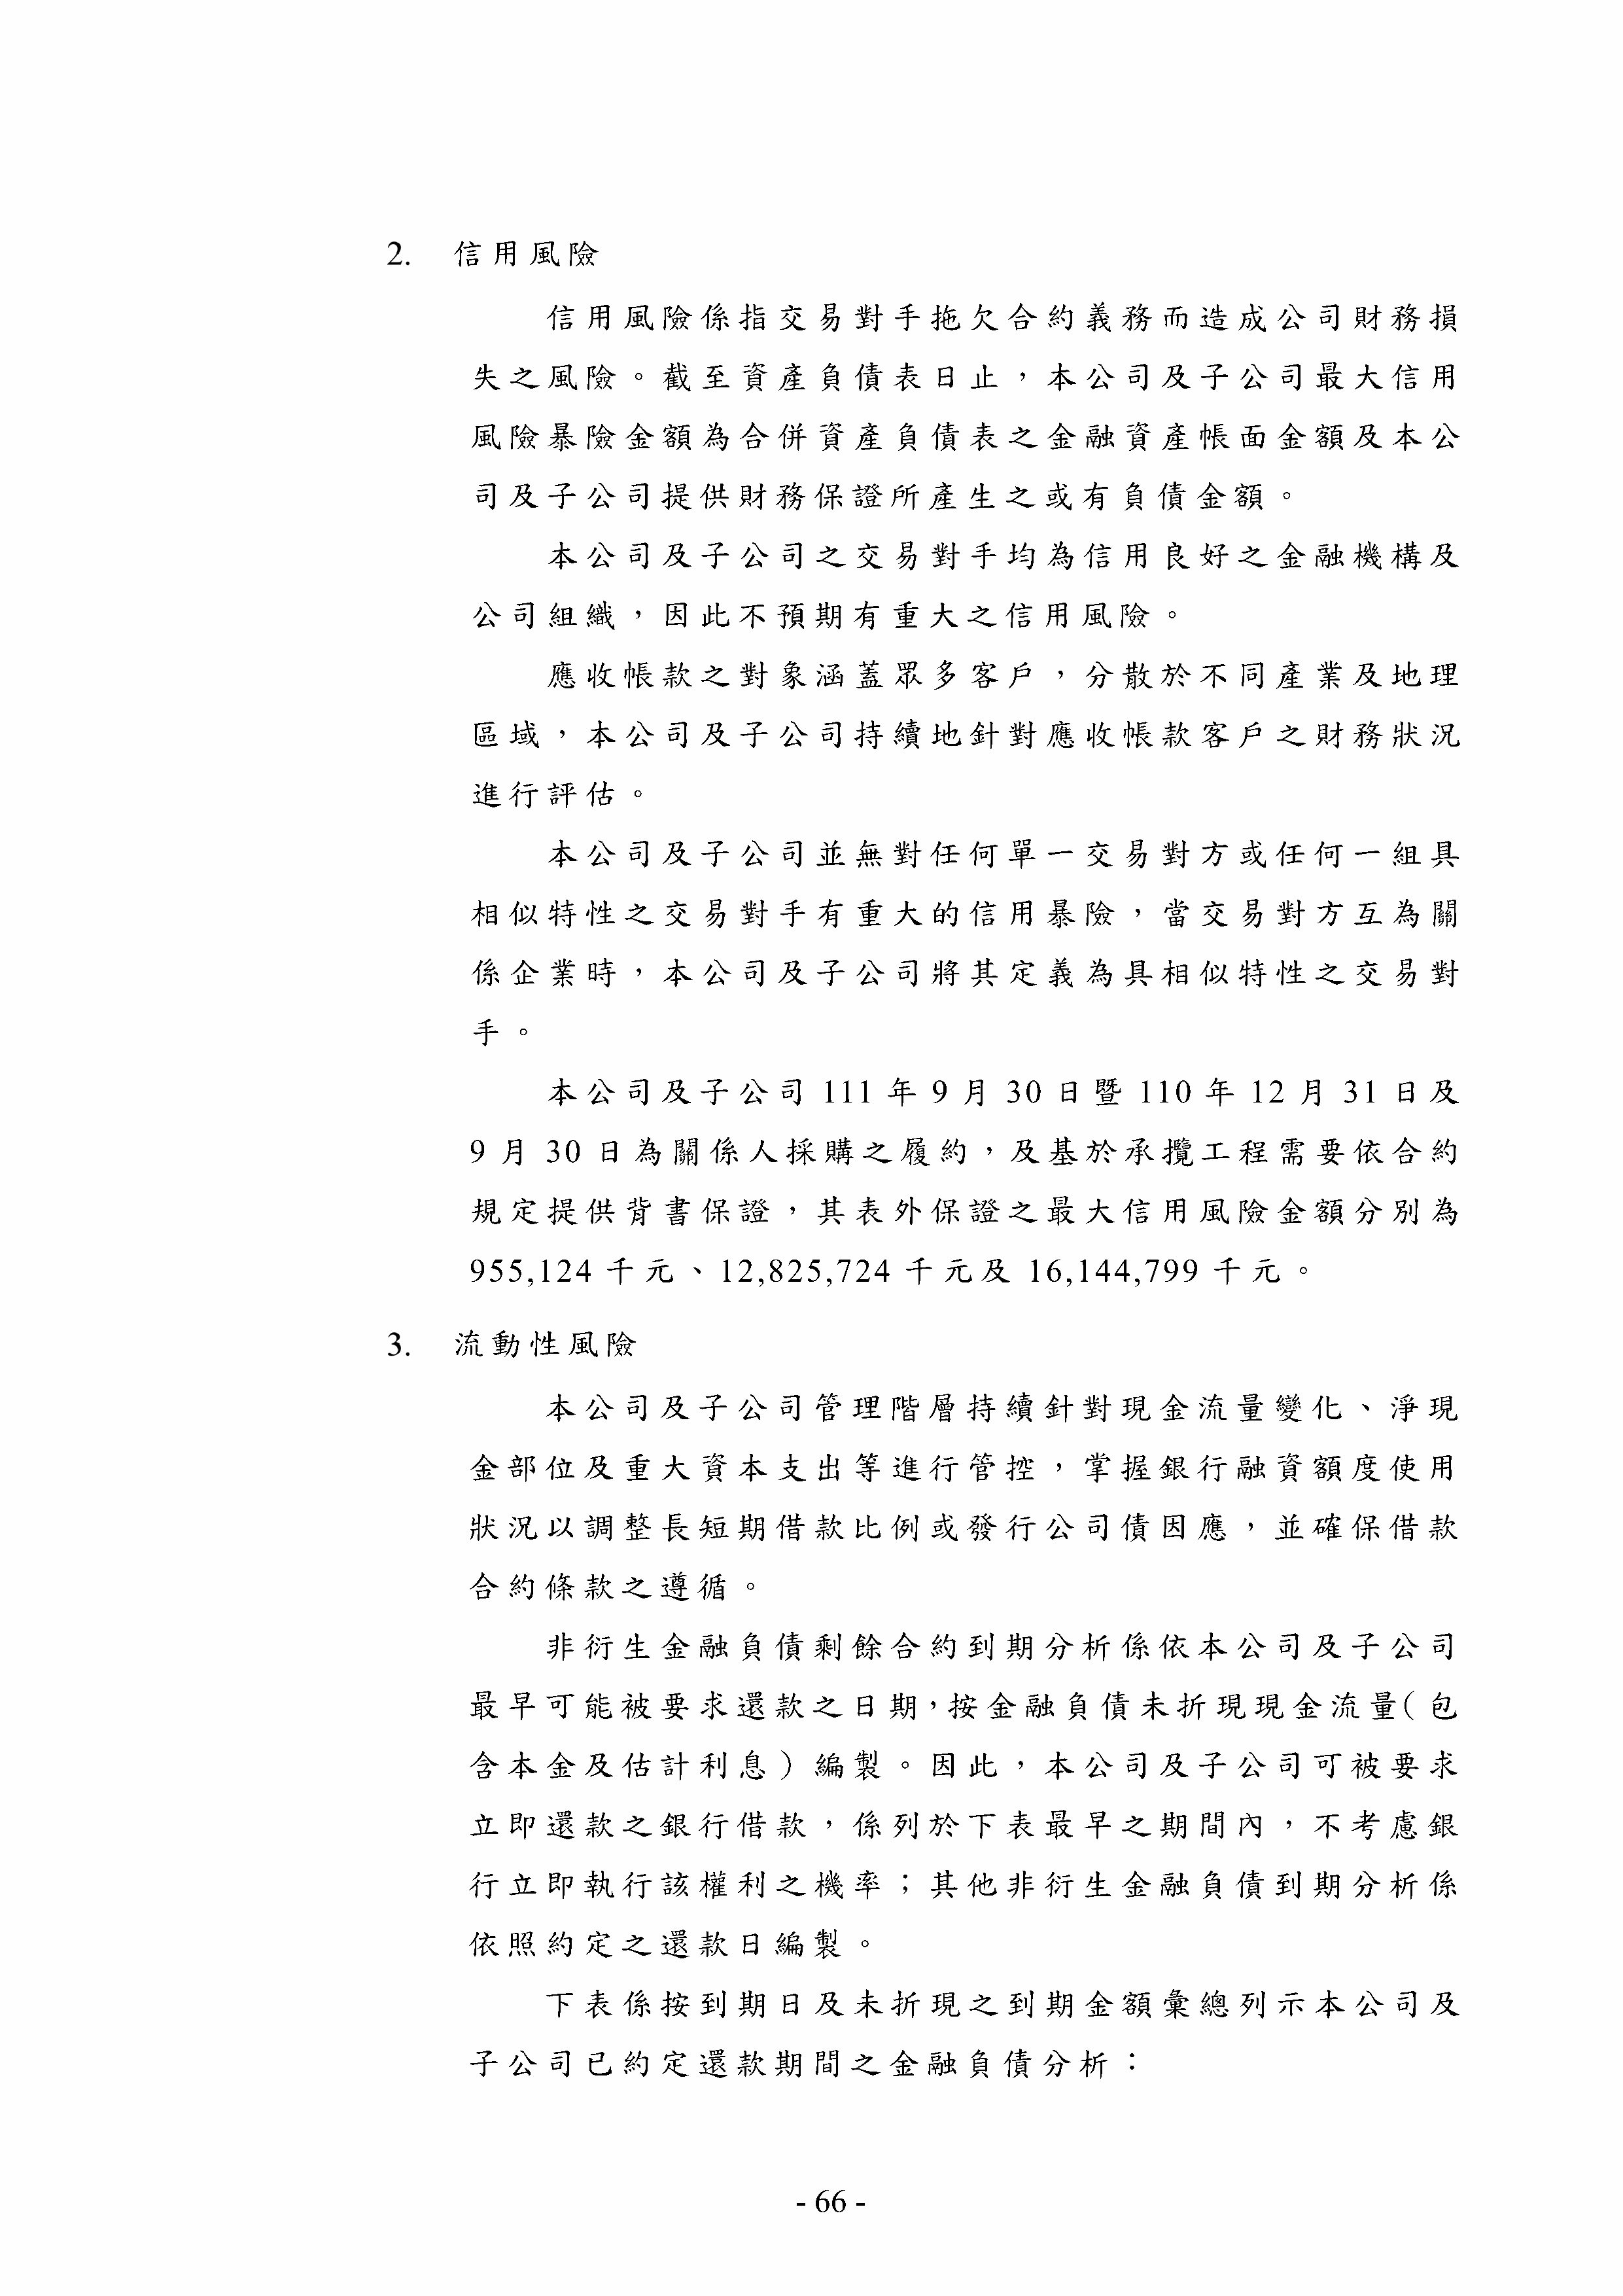 2. 信用風險
信用風險係指交易對手拖欠合約義務而造成公司財務損
失之風險。截至資產負債表日止，本公司及子公司最大信用
風險暴險金額為合併資產負債表之金融資產帳面金額及本公
司及子公司提供財務保證所產生之或有負債金額。
本公司及子公司之交易對手均為信用良好之金融機構及
公司組織，因此不預期有重大之信用風險。
應收帳款之對象涵蓋眾多客戶，分散於不同產業及地理
區域，本公司及子公司持續地針對應收帳款客戶之財務狀況
進行評估。
本公司及子公司並無對任何單一交易對方或任何一組具
相似特性之交易對手有重大的信用暴險，當交易對方互為關
係企業時，本公司及子公司將其定義為具相似特性之交易對
手。
本公司及子公司 111 年 9 月 30 日暨 110 年 12 月 31 日及
9 月 30 日為關係人採購之履約，及基於承攬工程需要依合約
規定提供背書保證，其表外保證之最大信用風險金額分別為
955,124 千元、12,825,724 千元及 16,144,799 千元。
3. 流動性風險
本公司及子公司管理階層持續針對現金流量變化、淨現
金部位及重大資本支出等進行管控，掌握銀行融資額度使用
狀況以調整長短期借款比例或發行公司債因應，並確保借款
合約條款之遵循。
非衍生金融負債剩餘合約到期分析係依本公司及子公司
最早可能被要求還款之日期，按金融負債未折現現金流量（包
含本金及估計利息）編製。因此，本公司及子公司可被要求
立即還款之銀行借款，係列於下表最早之期間內，不考慮銀
行立即執行該權利之機率；其他非衍生金融負債到期分析係
依照約定之還款日編製。
下表係按到期日及未折現之到期金額彙總列示本公司及
子公司已約定還款期間之金融負債分析：
- 66 -